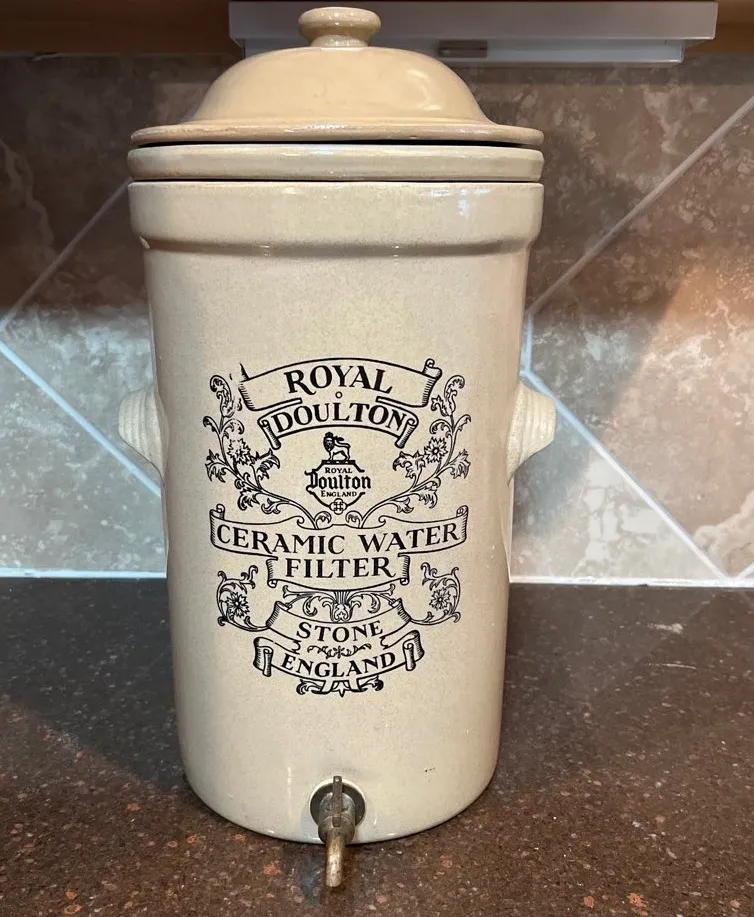 ROYAL
DOULTON
ROYAL
Doulton
ENGLAND
CERAMIC WATER
FILTER
STONE
ENGLAND